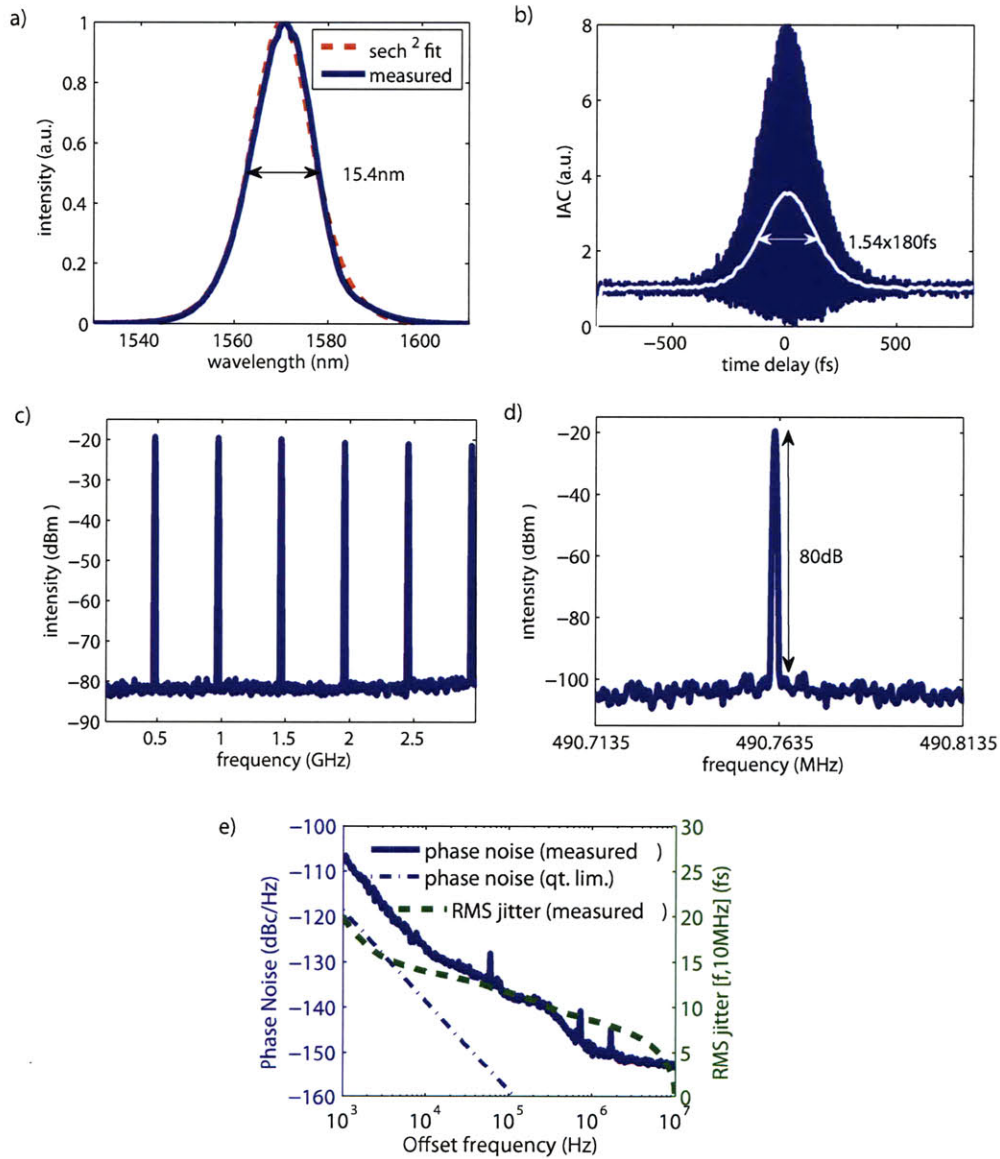 a)
sech 2 fit
measured
15.4nm
intensity (a.u.)
1
0.8
0.6
0.4
0.2
0
1540 1560 1580 1600
wavelength (nm)
b)
8
6
4
2
0
IAC (a.u.)
1.54x180fs
−500 0 500
time delay (fs)
c)
−20
−30
−40
−50
−60
−70
−80
−90
intensity (dBm)
0.5 1 1.5 2 2.5
frequency (GHz)
d)
−20
−40
−60
−80
−100
intensity (dBm)
80dB
490.7135 490.7635 490.8135
frequency (MHz)
e)
−100
−110
−120
−130
−140
−150
−160
Phase Noise (dBc/Hz)
phase noise (measured )
phase noise (qt. lim.)
RMS jitter (measured )
30
25
20
15
10
5
0
RMS jitter [f,10MHz] (fs)
10^3 10^4 10^5 10^6 10^7
Offset frequency (Hz)